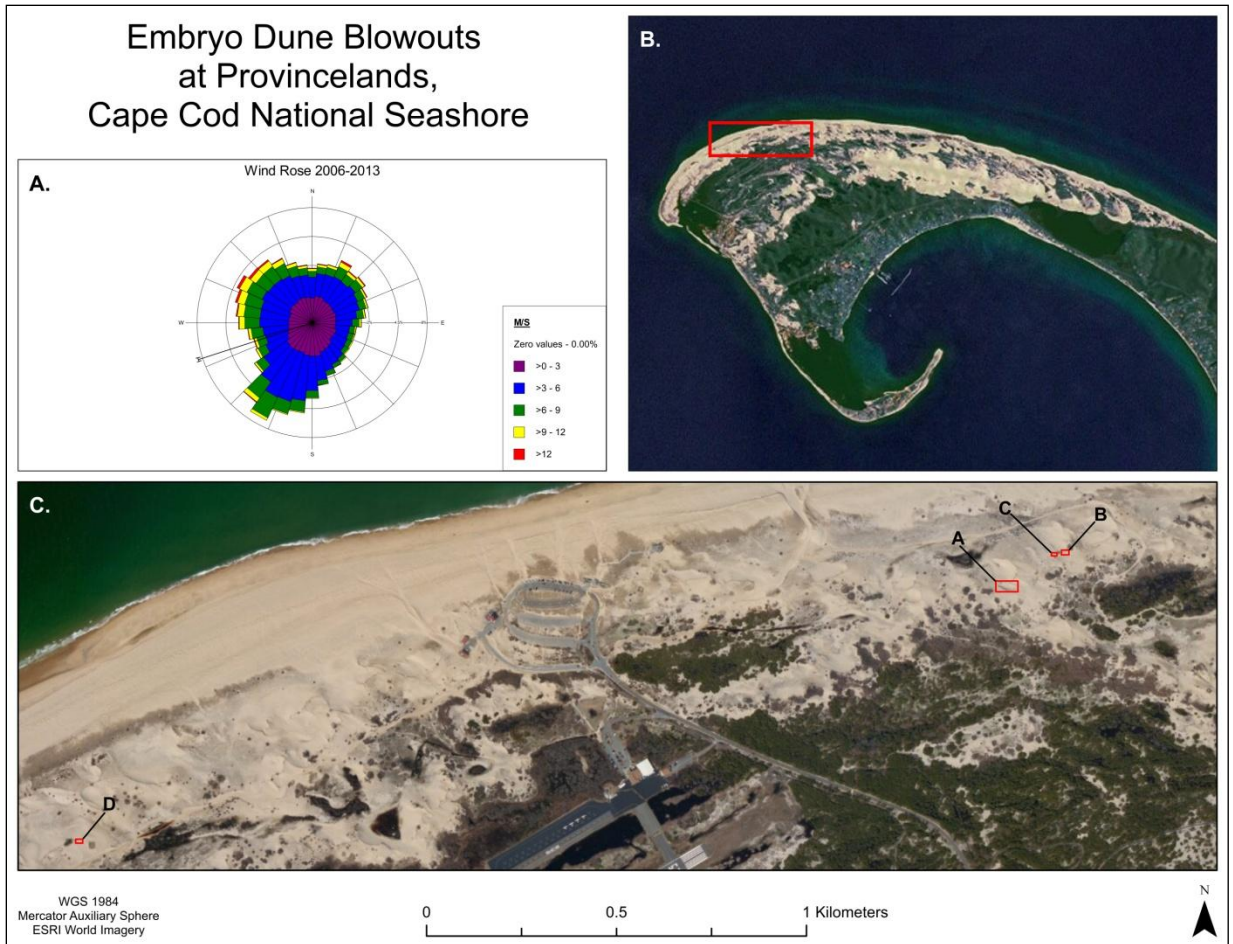 Embryo Dune Blowouts
at Provincelands,
Cape Cod National Seashore
A.
Wind Rose 2006-2013
N
W
E
S
M/S
Zero values - 0.00%
>0 - 3
>3 - 6
>6 - 9
>9 - 12
>12
B.
C.
A
C
B
D
WGS 1984
Mercator Auxiliary Sphere
ESRI World Imagery
0
0.5
1 Kilometers
N